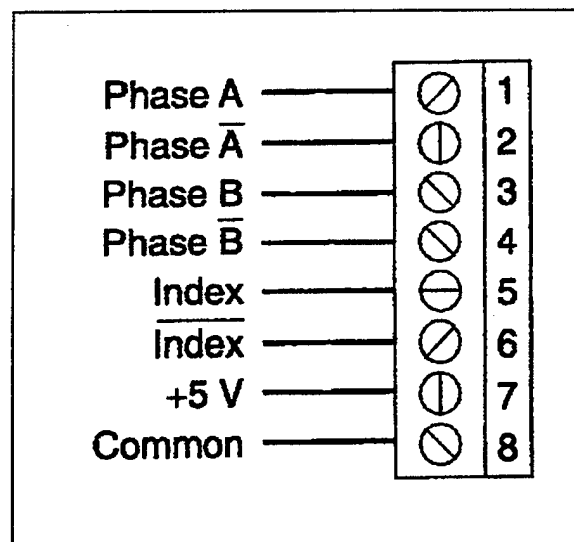 Phase A 1
Phase A̅ 2
Phase B 3
Phase B̅ 4
Index 5
I̅n̅d̅e̅x̅ 6
+5 V 7
Common 8